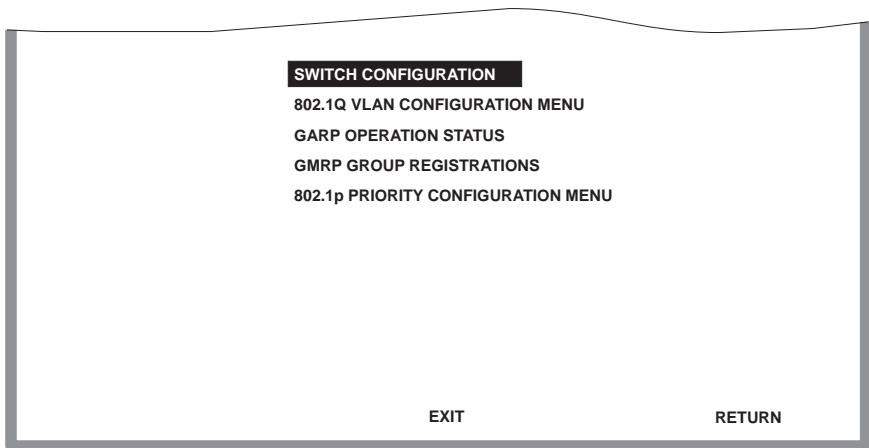 SWITCH CONFIGURATION
802.1Q VLAN CONFIGURATION MENU
GARP OPERATION STATUS
GMRP GROUP REGISTRATIONS
802.1p PRIORITY CONFIGURATION MENU
EXIT RETURN